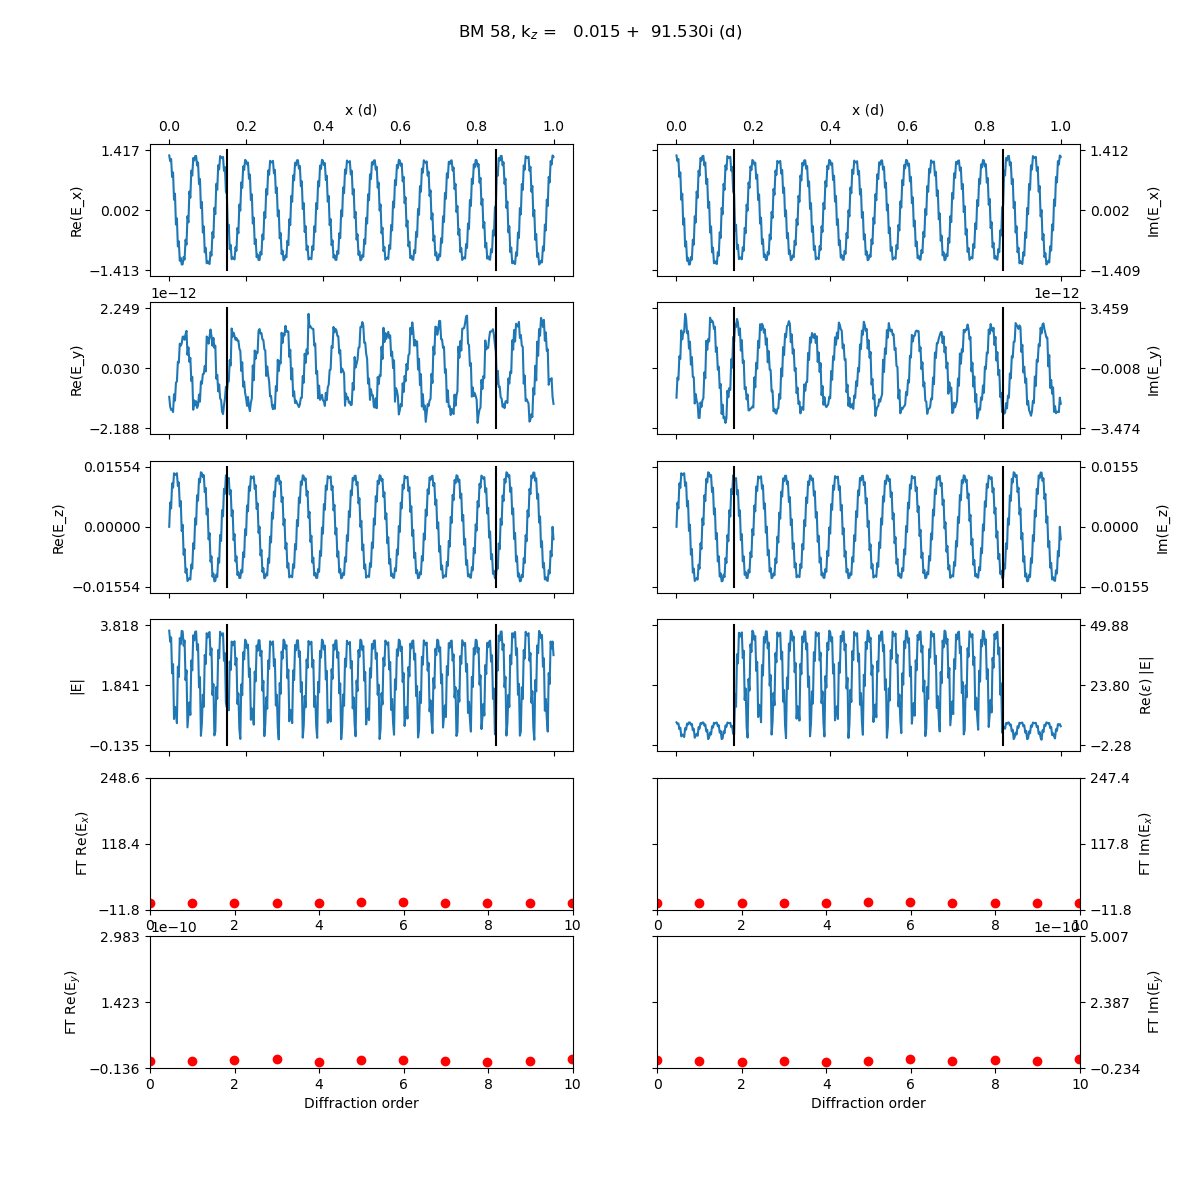 BM 58, k_z = 0.015 + 91.530i (d)
x (d) x (d)
0.0 0.2 0.4 0.6 0.8 1.0 0.0 0.2 0.4 0.6 0.8 1.0
1.417 1.412
Re(E_x) 0.002 0.002 Im(E_x)
−1.413 −1.409
1e−12 1e−12
2.249 3.459
Re(E_y) 0.030 −0.008 Im(E_y)
−2.188 −3.474
0.01554 0.0155
Re(E_z) 0.00000 0.0000 Im(E_z)
−0.01554 −0.0155
3.818 49.88
|E| 1.841 23.80 Re(ε) |E|
−0.135 −2.28
248.6 247.4
FT Re(E_x) 118.4 117.8 FT Im(E_x)
−11.8 −11.8
0 2 4 6 8 10 0 2 4 6 8 10
1e−10 1e−10
2.983 5.007
FT Re(E_y) 1.423 2.387 FT Im(E_y)
−0.136 −0.234
0 2 4 6 8 10 0 2 4 6 8 10
Diffraction order Diffraction order